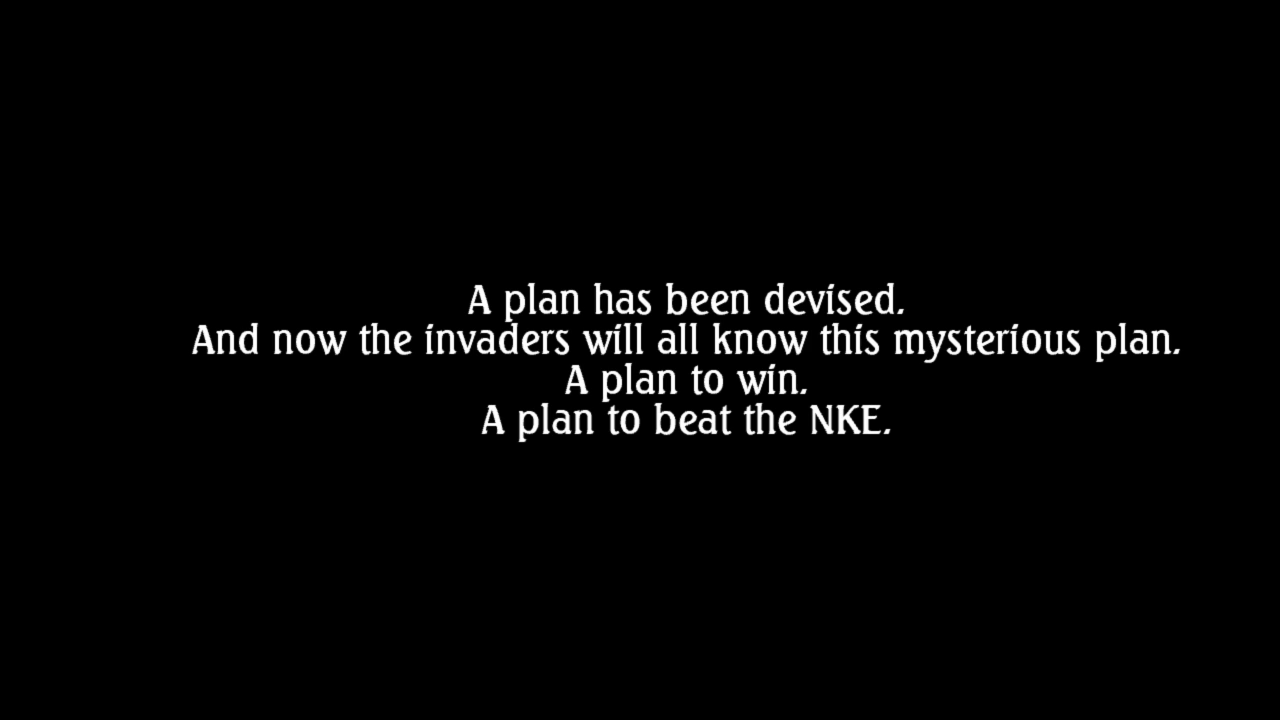 A plan has been devised.
And now the invaders will all know this mysterious plan.
A plan to win.
A plan to beat the NKE.